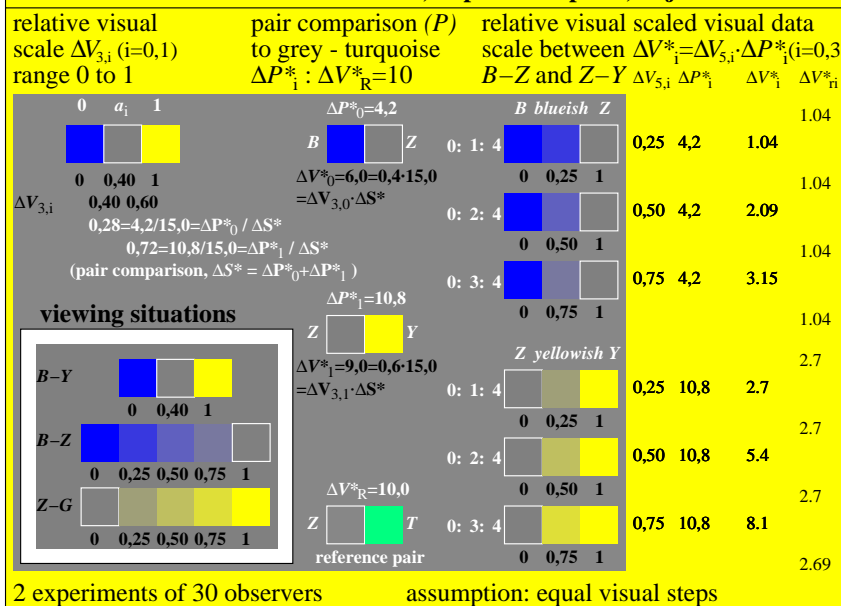 relative visual
scale ΔV3,i (i=0,1)
range 0 to 1
pair comparison (P)
to grey - turquoise
ΔP*i : ΔV*R=10
relative visual scaled visual data
scale between ΔV*i=ΔV5,i·ΔP*i(i=0,3
B−Z and Z−Y ΔV5,i ΔP*i ΔV*i ΔV*ri
0 ai 1
0 0,40 1
ΔV3,i 0,40 0,60
0,28=4,2/15,0=ΔP*0 / ΔS*
0,72=10,8/15,0=ΔP*1 / ΔS*
(pair comparison, ΔS* = ΔP*0+ΔP*1 )
viewing situations
B−Y
0 0,40 1
B−Z
0 0,25 0,50 0,75 1
Z−G
0 0,25 0,50 0,75 1
ΔP*0=4,2
B Z
ΔV*0=6,0=0,4·15,0
=ΔV3,0·ΔS*
ΔP*1=10,8
Z Y
ΔV*1=9,0=0,6·15,0
=ΔV3,1·ΔS*
ΔV*R=10,0
Z T
reference pair
B blueish Z
1.04
0: 1: 4 0,25 4,2 1.04
0 0,25 1
1.04
0: 2: 4 0,50 4,2 2.09
0 0,50 1
1.04
0: 3: 4 0,75 4,2 3.15
0 0,75 1
1.04
Z yellowish Y
2.7
0: 1: 4 0,25 10,8 2.7
0 0,25 1
2.7
0: 2: 4 0,50 10,8 5.4
0 0,50 1
2.7
0: 3: 4 0,75 10,8 8.1
0 0,75 1
2.69
2 experiments of 30 observers assumption: equal visual steps